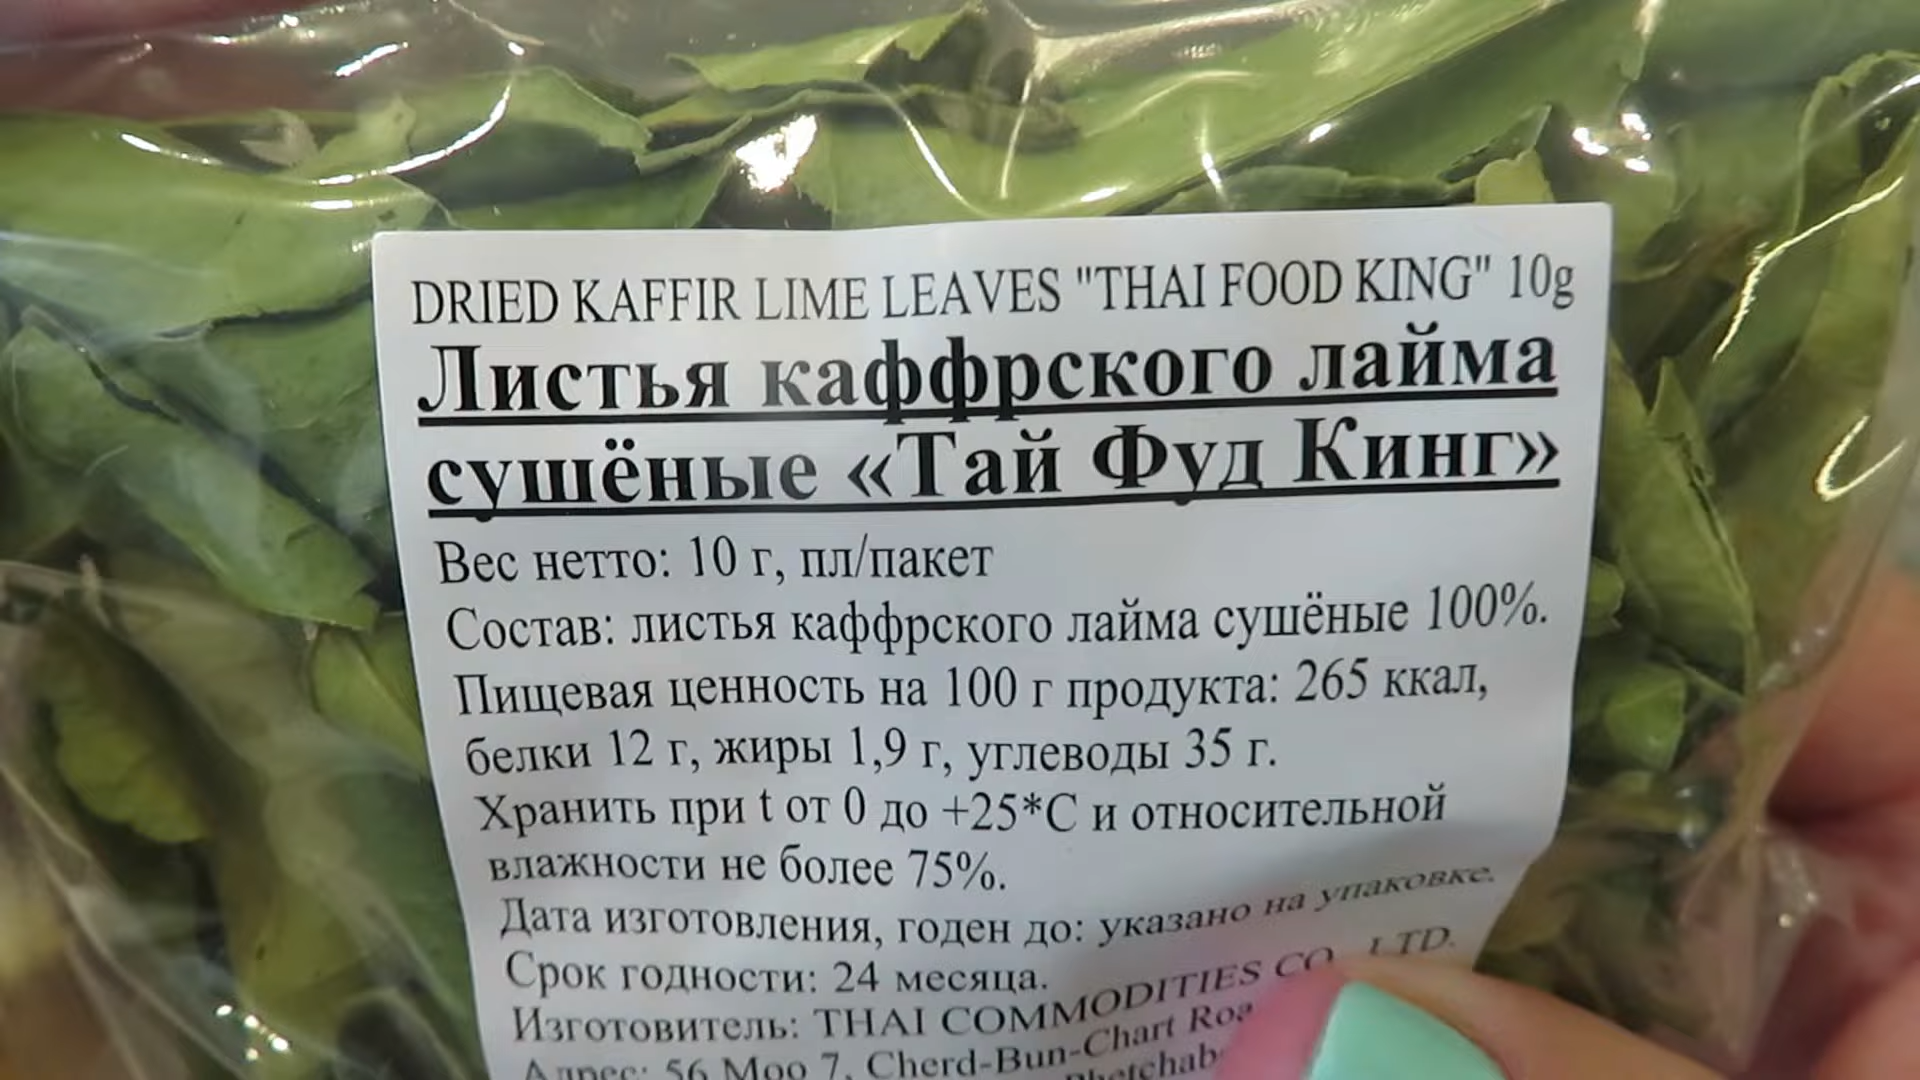 DRIED KAFFIR LIME LEAVES "THAI FOOD KING" 10g
Листья каффрского лайма
сушёные «Тай Фуд Кинг»
Вес нетто: 10 г, пл/пакет
Состав: листья каффрского лайма сушёные 100%.
Пищевая ценность на 100 г продукта: 265 ккал,
белки 12 г, жиры 1,9 г, углеводы 35 г.
Хранить при t от 0 до +25*С и относительной
влажности не более 75%.
Дата изготовления, годен до: указано на упаковке.
Срок годности: 24 месяца.
Изготовитель: THAI COMMODITIES CO., LTD.
Адрес: 56 Moo 7, Cherd-Bun-Chart